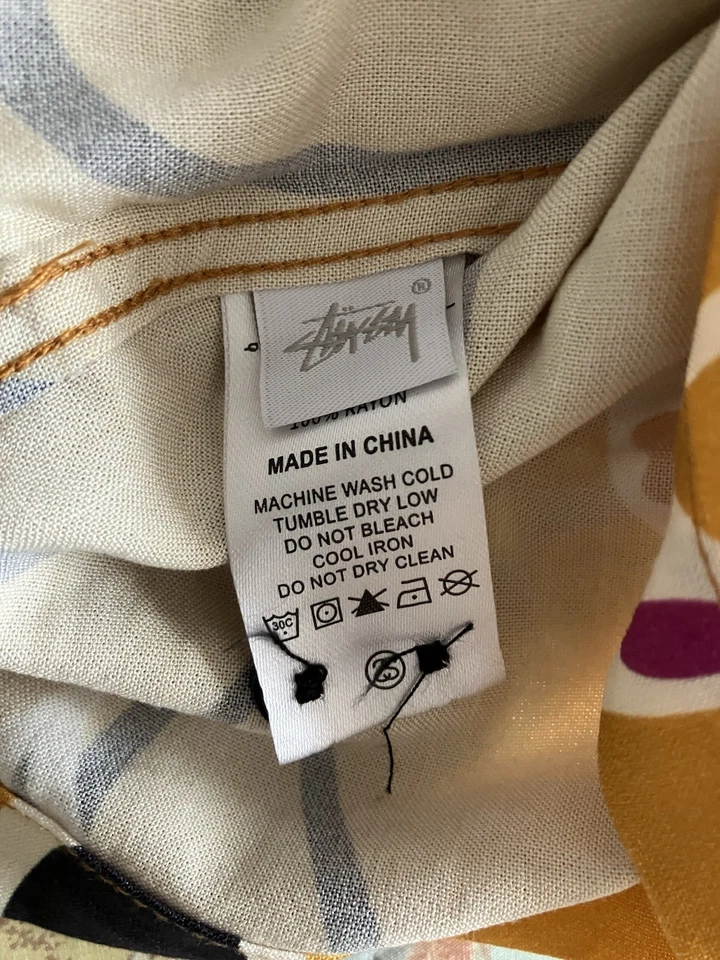 STÜSSY ®
100% RAYON
MADE IN CHINA
MACHINE WASH COLD
TUMBLE DRY LOW
DO NOT BLEACH
COOL IRON
DO NOT DRY CLEAN
30C